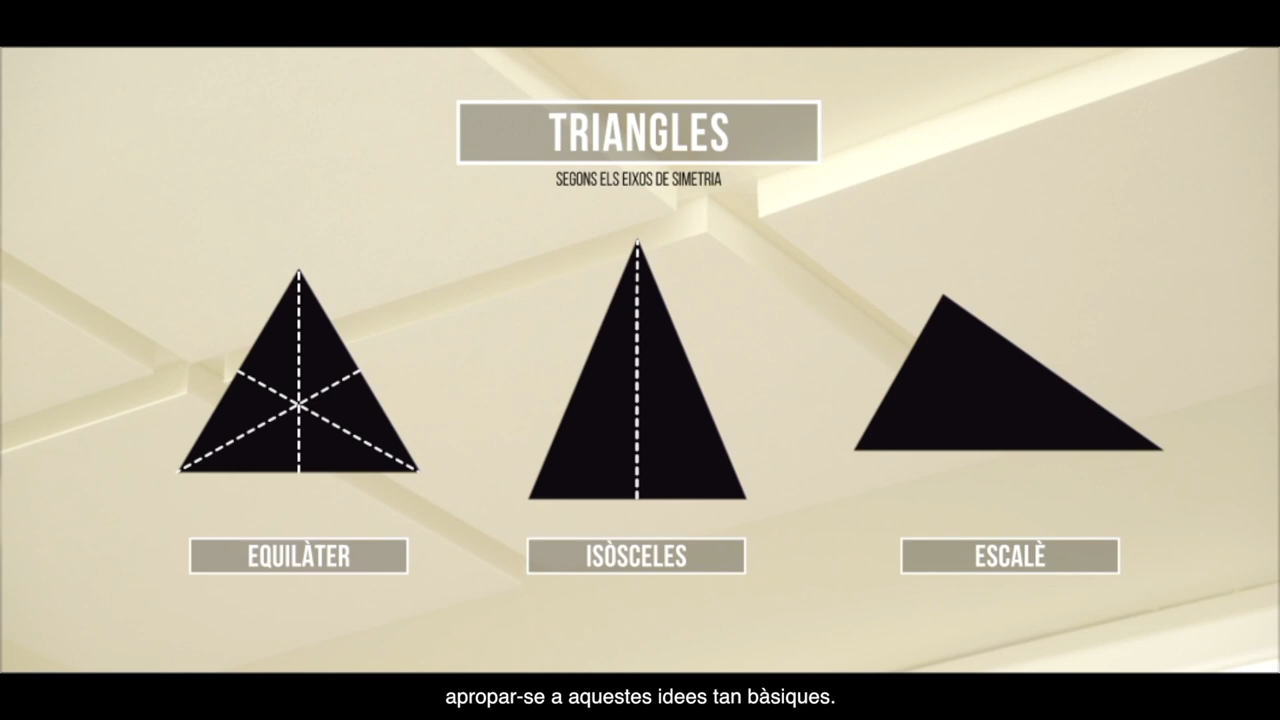 TRIANGLES
SEGONS ELS EIXOS DE SIMETRIA
EQUILÀTER
ISÒSCELES
ESCALÈ
apropar-se a aquestes idees tan bàsiques.